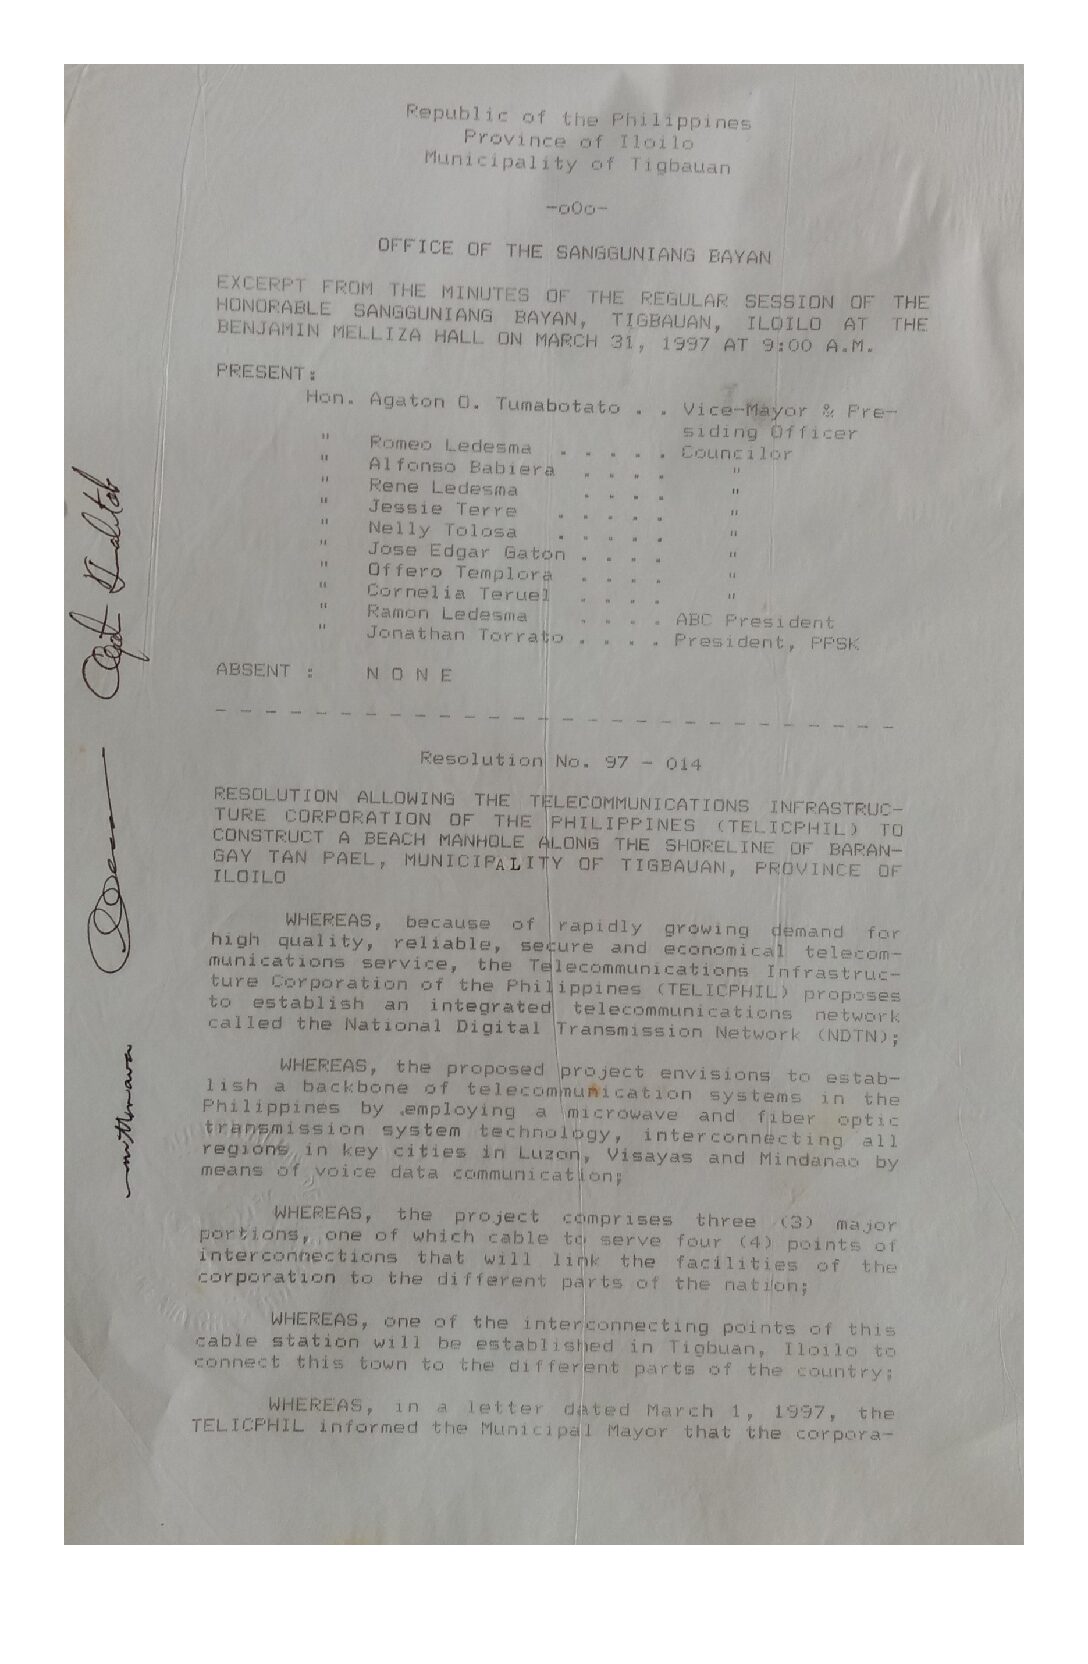 Republic of the Philippines
Province of Iloilo
Municipality of Tigbauan
-oOo-
OFFICE OF THE SANGGUNIANG BAYAN
EXCERPT FROM THE MINUTES OF THE REGULAR SESSION OF THE
HONORABLE SANGGUNIANG BAYAN, TIGBAUAN, ILOILO AT THE
BENJAMIN MELLIZA HALL ON MARCH 31, 1997 AT 9:00 A.M.
PRESENT:
Hon. Agaton O. Tumabotato . . Vice-Mayor & Pre-
siding Officer
" Romeo Ledesma . . . . . Councilor
" Alfonso Babiera . . . . "
" Rene Ledesma . . . . "
" Jessie Terre . . . . . "
" Nelly Tolosa . . . . . "
" Jose Edgar Gaton . . . . "
" Offero Templora . . . . "
" Cornelia Teruel . . . . "
" Ramon Ledesma . . . . ABC President
" Jonathan Torrato . . . . President, PPSK
ABSENT : N O N E
- - - - - - - - - - - - - - - - - - - - - - - - - - - -
Resolution No. 97 - 014
RESOLUTION ALLOWING THE TELECOMMUNICATIONS INFRASTRUC-
TURE CORPORATION OF THE PHILIPPINES (TELICPHIL) TO
CONSTRUCT A BEACH MANHOLE ALONG THE SHORELINE OF BARAN-
GAY TAN PAEL, MUNICIPALITY OF TIGBAUAN, PROVINCE OF
ILOILO
WHEREAS, because of rapidly growing demand for
high quality, reliable, secure and economical telecom-
munications service, the Telecommunications Infrastruc-
ture Corporation of the Philippines (TELICPHIL) proposes
to establish an integrated telecommunications network
called the National Digital Transmission Network (NDTN);
WHEREAS, the proposed project envisions to estab-
lish a backbone of telecommunication systems in the
Philippines by employing a microwave and fiber optic
transmission system technology, interconnecting all
regions in key cities in Luzon, Visayas and Mindanao by
means of voice data communication;
WHEREAS, the project comprises three (3) major
portions, one of which cable to serve four (4) points of
interconnections that will link the facilities of the
corporation to the different parts of the nation;
WHEREAS, one of the interconnecting points of this
cable station will be established in Tigbuan, Iloilo to
connect this town to the different parts of the country;
WHEREAS, in a letter dated March 1, 1997, the
TELICPHIL informed the Municipal Mayor that the corpora-